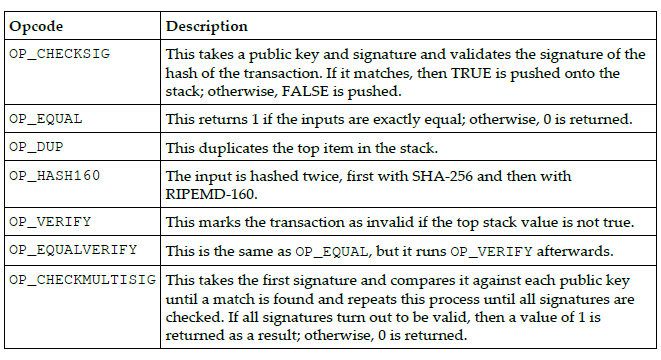 Opcode Description
OP_CHECKSIG This takes a public key and signature and validates the signature of the
hash of the transaction. If it matches, then TRUE is pushed onto the
stack; otherwise, FALSE is pushed.
OP_EQUAL This returns 1 if the inputs are exactly equal; otherwise, 0 is returned.
OP_DUP This duplicates the top item in the stack.
OP_HASH160 The input is hashed twice, first with SHA-256 and then with
RIPEMD-160.
OP_VERIFY This marks the transaction as invalid if the top stack value is not true.
OP_EQUALVERIFY This is the same as OP_EQUAL, but it runs OP_VERIFY afterwards.
OP_CHECKMULTISIG This takes the first signature and compares it against each public key
until a match is found and repeats this process until all signatures are
checked. If all signatures turn out to be valid, then a value of 1 is
returned as a result; otherwise, 0 is returned.